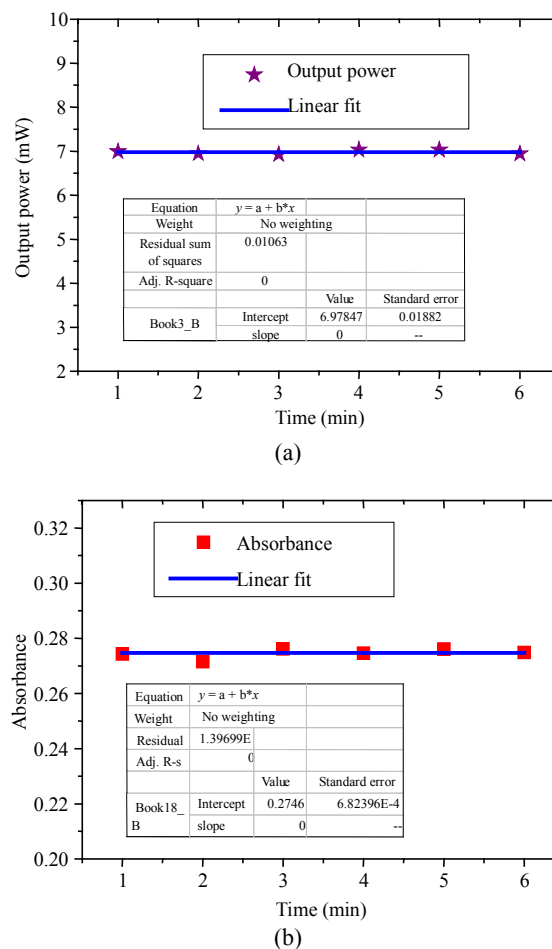 10
9
8
7
6
5
4
3
2
Output power (mW)
Output power
Linear fit
Equation y = a + b*x
Weight No weighting
Residual sum of squares 0.01063
Adj. R-square 0
Value Standard error
Book3_B Intercept 6.97847 0.01882
slope 0 --
1 2 3 4 5 6
Time (min)
(a)
0.32
0.30
0.28
0.26
0.24
0.22
0.20
Absorbance
Absorbance
Linear fit
Equation y = a + b*x
Weight No weighting
Residual 1.39699E
Adj. R-s 0
Value Standard error
Book18_B Intercept 0.2746 6.82396E-4
slope 0 --
1 2 3 4 5 6
Time (min)
(b)